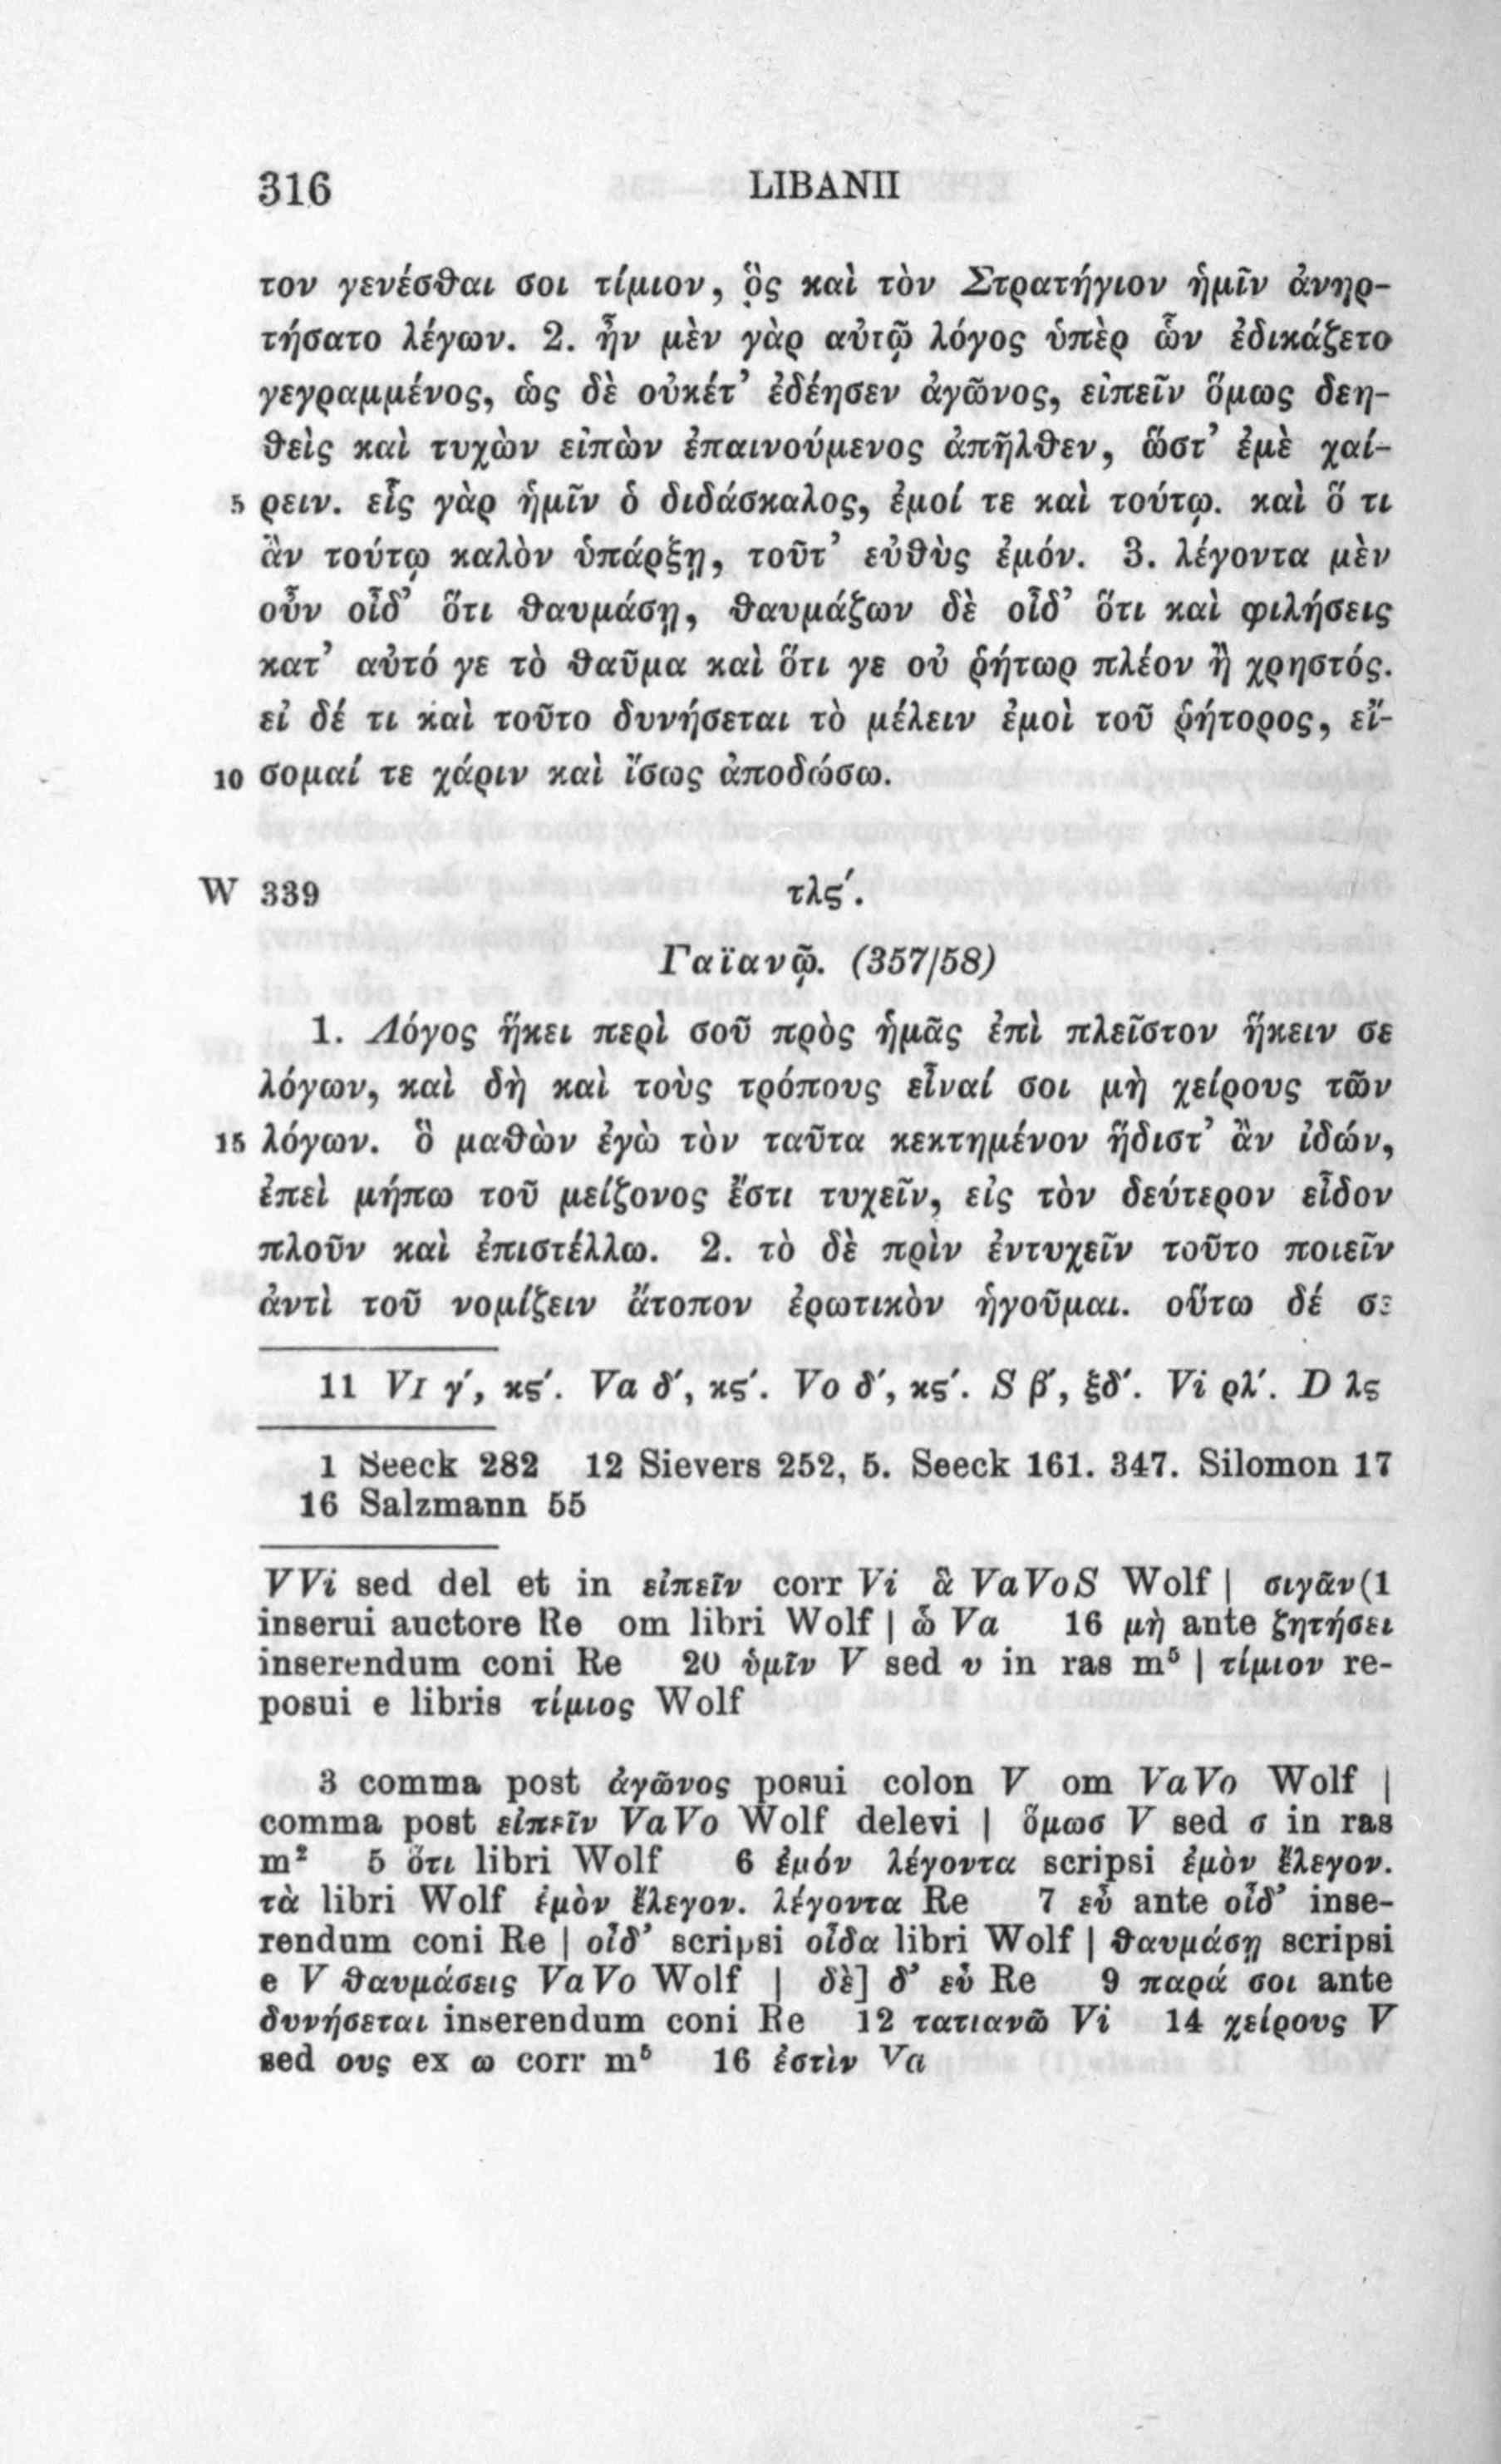 316 LIBANII
τον γενέσθαι σοι τίμιον, ὃς καὶ τὸν Στρατήγιον ἡμῖν ἀνηρ-
τήσατο λέγων. 2. ἦν μὲν γὰρ αὐτῷ λόγος ὑπὲρ ὧν ἐδικάζετο
γεγραμμένος, ὡς δὲ οὐκέτ’ ἐδέησεν ἀγῶνος, εἰπεῖν ὅμως δεη-
θεὶς καὶ τυχὼν εἰπὼν ἐπαινούμενος ἀπῆλθεν, ὥστ’ ἐμὲ χαί-
5 ρειν. εἷς γὰρ ἡμῖν ὁ διδάσκαλος, ἐμοί τε καὶ τούτῳ. καὶ ὅ τι
ἂν τούτῳ καλὸν ὑπάρξῃ, τοῦτ’ εὐθὺς ἐμόν. 3. λέγοντα μὲν
οὖν οἶδ’ ὅτι θαυμάσῃ, θαυμάζων δὲ οἶδ’ ὅτι καὶ φιλήσεις
κατ’ αὐτό γε τὸ θαῦμα καὶ ὅτι γε οὐ ῥήτωρ πλέον ἢ χρηστός.
εἰ δέ τι καὶ τοῦτο δυνήσεται τὸ μέλειν ἐμοὶ τοῦ ῥήτορος, εἴ-
10 σομαί τε χάριν καὶ ἴσως ἀποδώσω.
W 339 τλς′.
Γαϊανῷ. (357/58)
1. Λόγος ἥκει περὶ σοῦ πρὸς ἡμᾶς ἐπὶ πλεῖστον ἥκειν σε
λόγων, καὶ δὴ καὶ τοὺς τρόπους εἶναί σοι μὴ χείρους τῶν
15 λόγων. ὃ μαθὼν ἐγὼ τὸν ταῦτα κεκτημένον ἥδιστ’ ἂν ἰδών,
ἐπεὶ μήπω τοῦ μείζονος ἔστι τυχεῖν, εἰς τὸν δεύτερον εἶδον
πλοῦν καὶ ἐπιστέλλω. 2. τὸ δὲ πρὶν ἐντυχεῖν τοῦτο ποιεῖν
ἀντὶ τοῦ νομίζειν ἄτοπον ἐρωτικὸν ἡγοῦμαι. οὕτω δέ σε
11 VI γ′, κς′. Va δ′, κς′. Vo δ′, κς′. S β′, ξδ′. Vi ρλ′. D λς
1 Seeck 282 12 Sievers 252, 5. Seeck 161. 347. Silomon 17
16 Salzmann 55
VVi sed del et in εἰπεῖν corr Vi ἃ VaVoS Wolf | σιγᾶν(1
inserui auctore Re om libri Wolf | ὦ Va 16 μὴ ante ζητήσει
inserendum coni Re 20 ὑμῖν V sed υ in ras m⁵ | τίμιον re-
posui e libris τίμιος Wolf
3 comma post ἀγῶνος posui colon V om VaVo Wolf |
comma post εἰπεῖν VaVo Wolf delevi | ὅμωσ V sed σ in ras
m² 5 ὅτι libri Wolf 6 ἐμόν λέγοντα scripsi ἐμὸν ἔλεγον.
τὰ libri Wolf ἐμὸν ἔλεγον. λέγοντα Re 7 εὖ ante οἶδ’ inse-
rendum coni Re | οἶδ’ scripsi οἶδα libri Wolf | θαυμάσῃ scripsi
e V θαυμάσεις VaVo Wolf | δὲ] δ’ εὖ Re 9 παρά σοι ante
δυνήσεται inserendum coni Re 12 τατιανῶ Vi 14 χείρους V
sed ους ex ω corr m⁵ 16 ἐστὶν Va